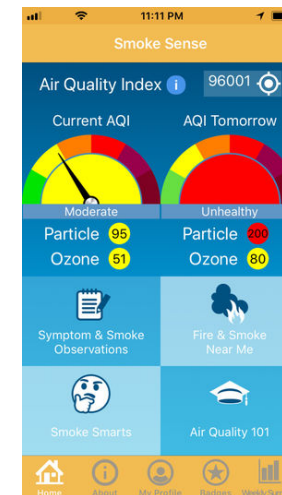 11:11 PM
Smoke Sense
Air Quality Index i 96001
Current AQI AQI Tomorrow
Moderate Unhealthy
Particle 95 Particle 200
Ozone 51 Ozone 80
Symptom & Smoke
Observations
Fire & Smoke
Near Me
Smoke Smarts
Air Quality 101
Home About My Profile Badges